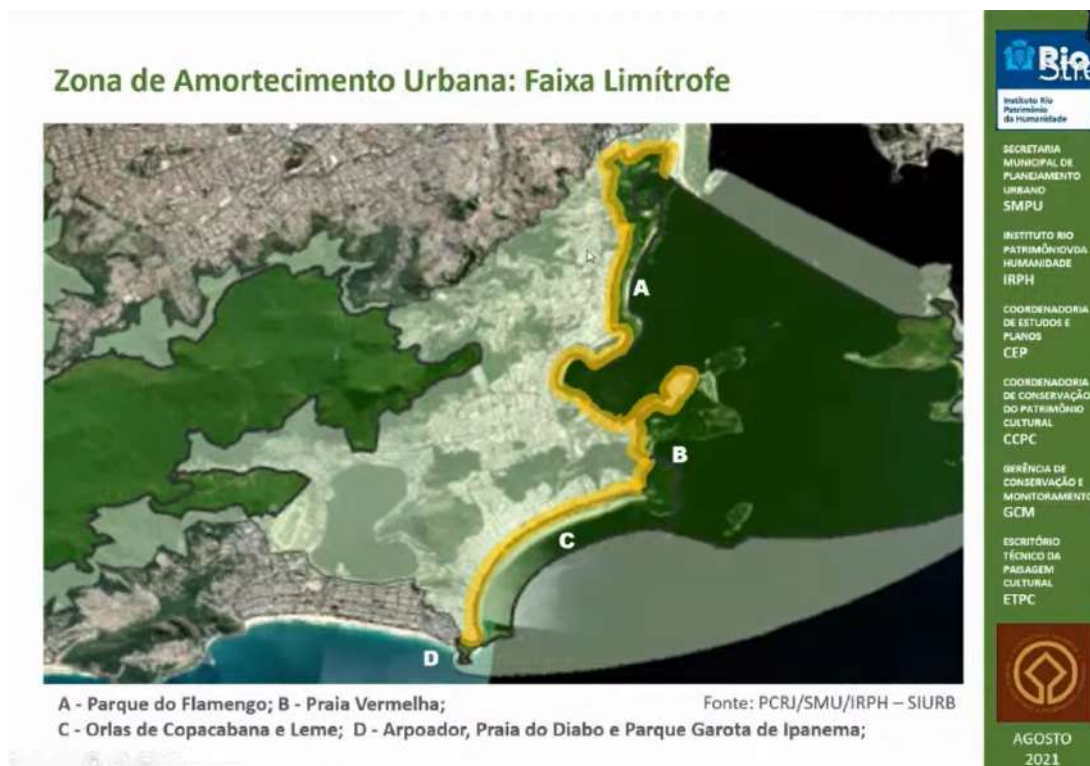 Zona de Amortecimento Urbana: Faixa Limítrofe
A
B
C
D
A - Parque do Flamengo; B - Praia Vermelha;
Fonte: PCRJ/SMU/IRPH – SIURB
C - Orlas de Copacabana e Leme; D - Arpoador, Praia do Diabo e Parque Garota de Ipanema;
Rio
Instituto Rio
Patrimônio
da Humanidade
SECRETARIA
MUNICIPAL DE
PLANEJAMENTO
URBANO
SMPU
INSTITUTO RIO
PATRIMÔNIOVDA
HUMANIDADE
IRPH
COORDENADORIA
DE ESTUDOS E
PLANOS
CEP
COORDENADORIA
DE CONSERVAÇÃO
DO PATRIMÔNIO
CULTURAL
CCPC
GERÊNCIA DE
CONSERVAÇÃO E
MONITORAMENTO
GCM
ESCRITÓRIO
TÉCNICO DA
PAISAGEM
CULTURAL
ETPC
AGOSTO
2021